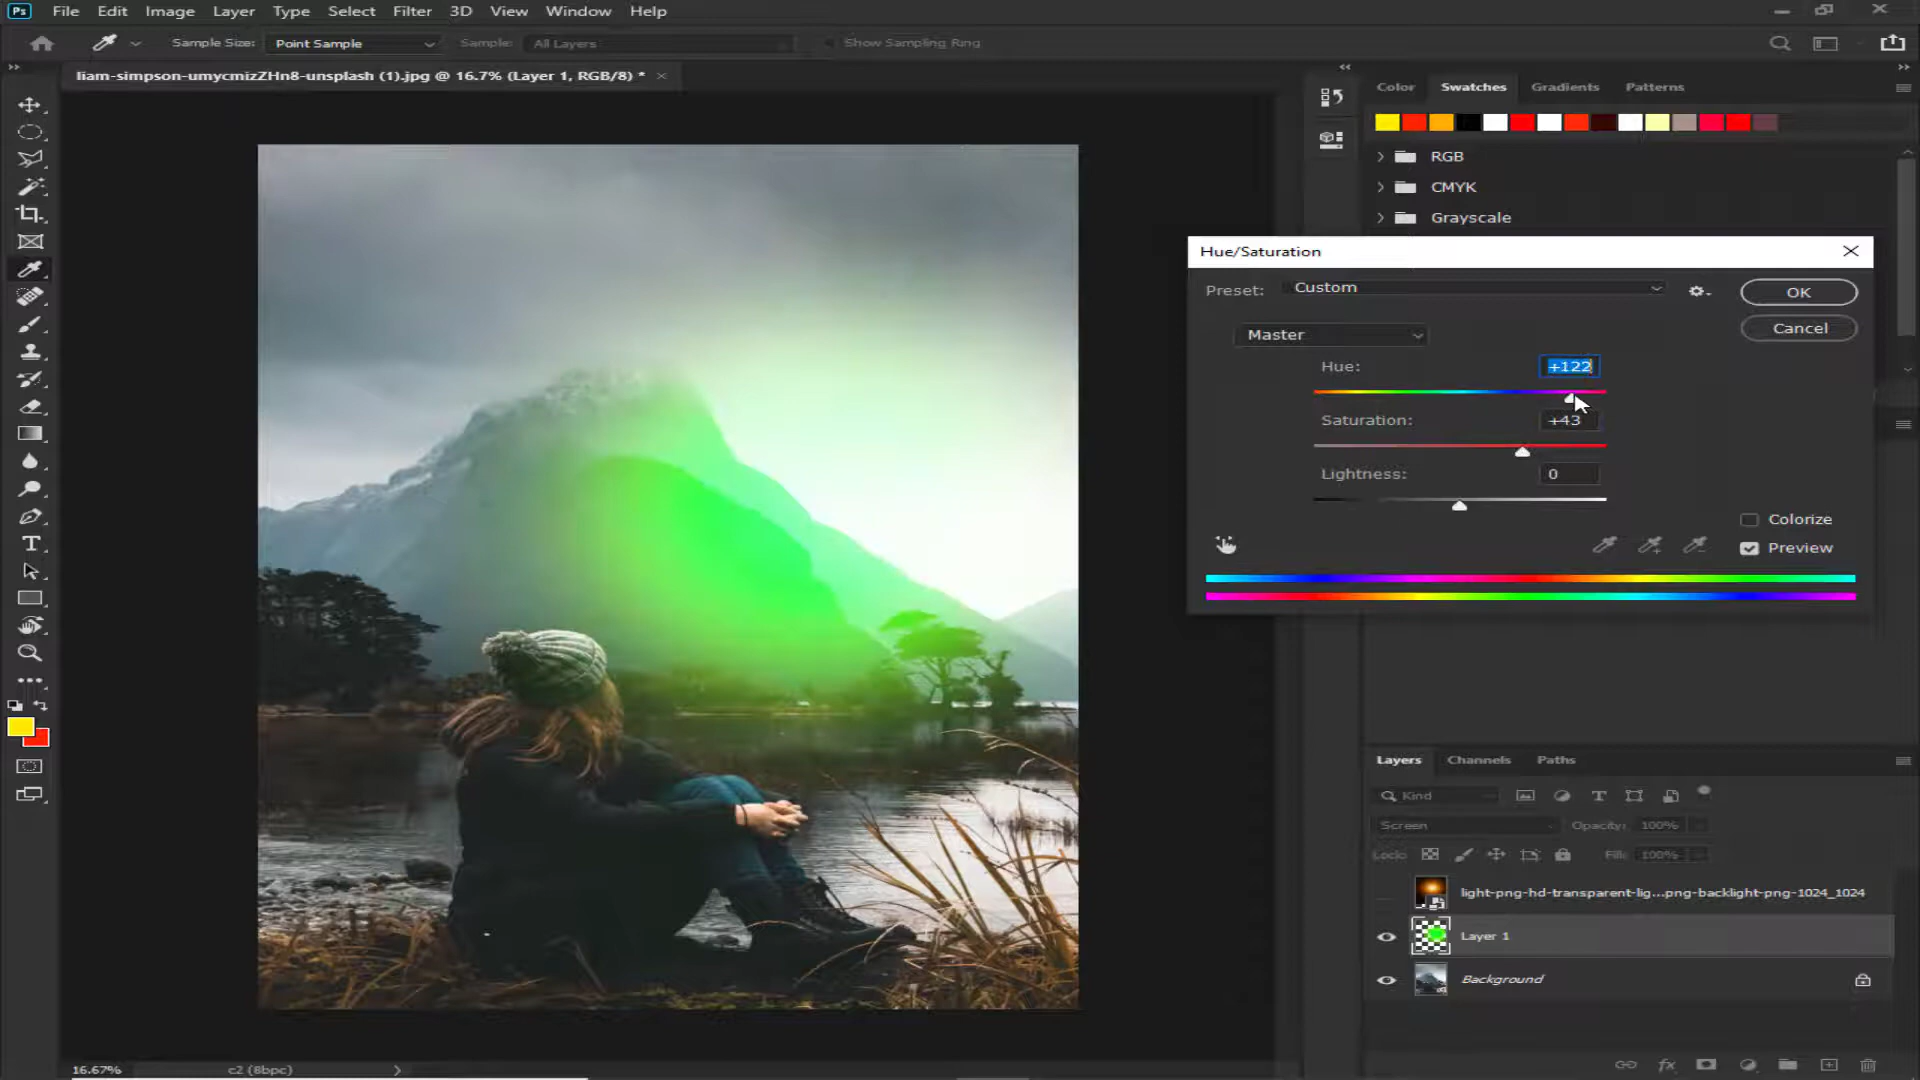 Ps File Edit Image Layer Type Select Filter 3D View Window Help
Sample Size: Point Sample Sample: All Layers Show Sampling Ring
liam-simpson-umycmizZHn8-unsplash (1).jpg @ 16.7% (Layer 1, RGB/8) *
Color Swatches Gradients Patterns
RGB
CMYK
Grayscale
Hue/Saturation
Preset: Custom
OK
Master
Cancel
Hue: +122
Saturation: +43
Lightness: 0
Colorize
Preview
Layers Channels Paths
Kind
Screen Opacity: 100%
Lock: Fill: 100%
light-png-hd-transparent-lig...png-backlight-png-1024_1024
Layer 1
Background
16.67% c2 (8bpc)